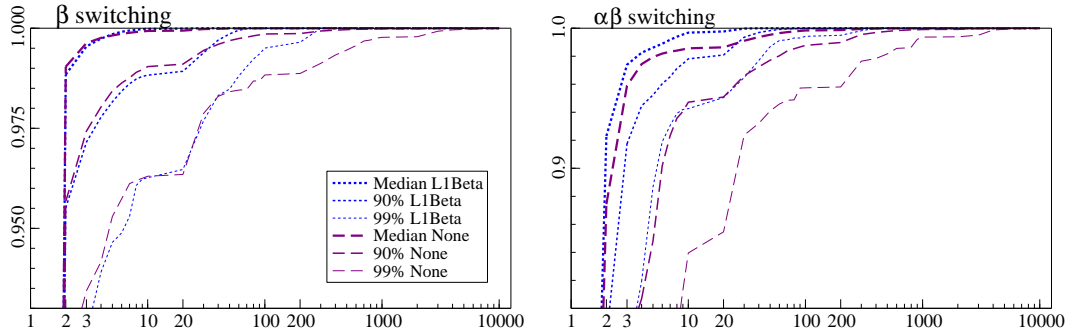 β switching
1.000
0.975
0.950
Median L1Beta
90% L1Beta
99% L1Beta
Median None
90% None
99% None
1 2 3 10 20 100 200 1000 10000
αβ switching
1.0
0.9
1 2 3 10 20 100 200 1000 10000